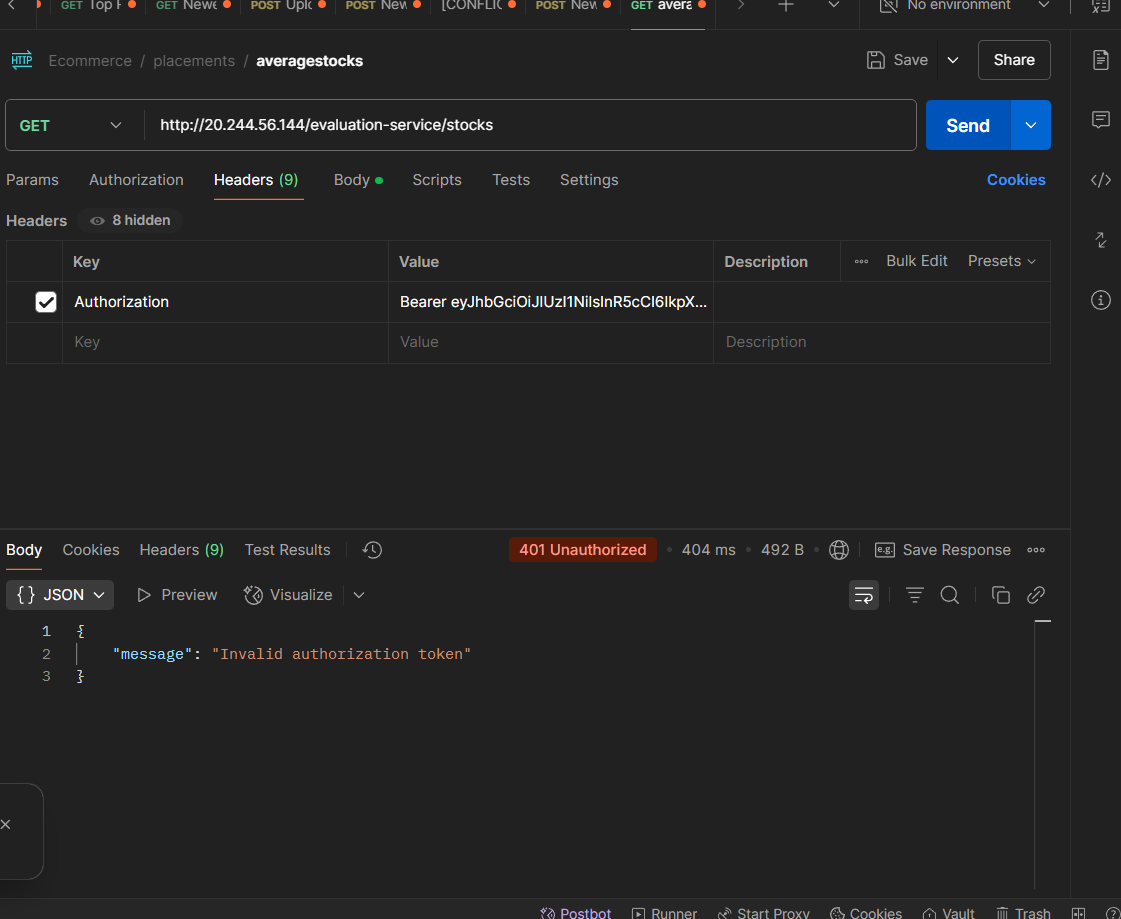 GET Top F GET Newe POST Uplo POST New [CONFLIC POST New GET avera No environment
HTTP Ecommerce / placements / averagestocks Save Share
GET http://20.244.56.144/evaluation-service/stocks Send
Params Authorization Headers (9) Body Scripts Tests Settings Cookies
Headers 8 hidden
Key Value Description Bulk Edit Presets
Authorization Bearer eyJhbGciOiJIUzI1NiIsInR5cCI6IkpX...
Key Value Description
Body Cookies Headers (9) Test Results 401 Unauthorized 404 ms 492 B e.g. Save Response
{} JSON Preview Visualize
1 {
2 "message": "Invalid authorization token"
3 }
Postbot Runner Start Proxy Cookies Vault Trash